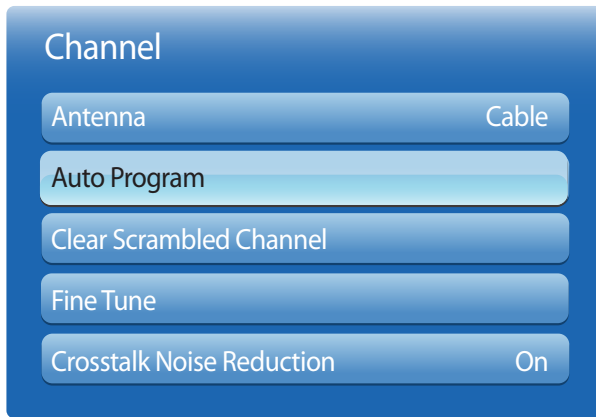 Channel
Antenna Cable
Auto Program
Clear Scrambled Channel
Fine Tune
Crosstalk Noise Reduction On